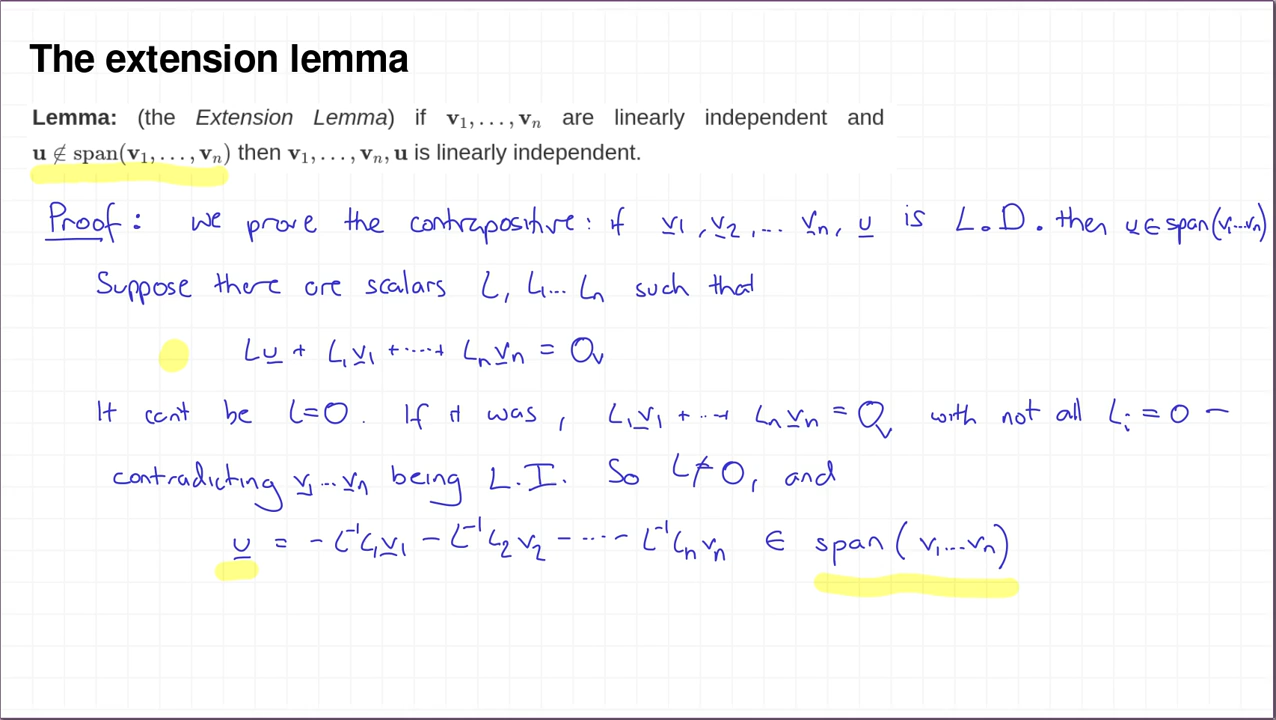 The extension lemma
Lemma: (the Extension Lemma) if v₁, . . . , vₙ are linearly independent and
u ∉ span(v₁, . . . , vₙ) then v₁, . . . , vₙ, u is linearly independent.
Proof: we prove the contrapositive: if v₁, v₂, ... vₙ, u is L.D. then u ∈ span(v₁...vₙ)
Suppose there are scalars l, l₁... lₙ such that
lu + l₁v₁ + ····+ lₙvₙ = 0ᵥ
It can't be l=0. If it was, l₁v₁ + ··+ lₙvₙ = 0ᵥ with not all lᵢ = 0 –
contradicting v₁...vₙ being L.I. So l≠0, and
u = - l⁻¹l₁v₁ - l⁻¹l₂v₂ - ···· - l⁻¹lₙvₙ ∈ span(v₁...vₙ)